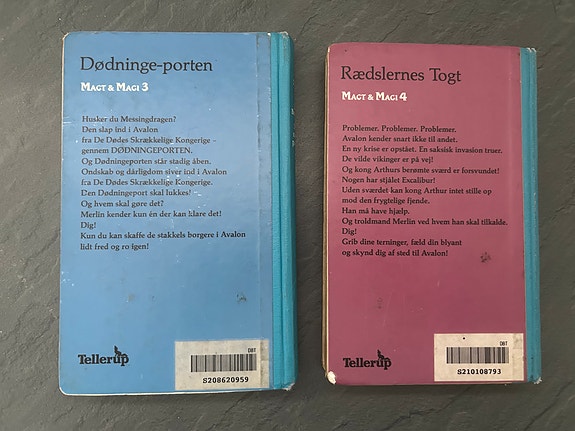 Dødninge-porten
MAGT & MAGI 3
Husker du Messingdragen?
Den slap ind i Avalon
fra De Dødes Skrækkelige Kongerige –
gennem DØDNINGEPORTEN.
Og Dødningeporten står stadig åben.
Ondskab og dårligdom siver ind i Avalon
fra De Dødes Skrækkelige Kongerige.
Den Dødningeport skal lukkes!
Og hvem skal gøre det?
Merlin kender kun én der kan klare det!
Dig!
Kun du kan skaffe de stakkels borgere i Avalon
lidt fred og ro igen!
Tellerup
DBT
S208620959
Rædslernes Togt
MAGT & MAGI 4
Problemer. Problemer. Problemer.
Avalon kender snart ikke til andet.
En ny krise er opstået. En saksisk invasion truer.
De vilde vikinger er på vej!
Og kong Arthurs berømte sværd er forsvundet!
Nogen har stjålet Excalibur!
Uden sværdet kan kong Arthur intet stille op
mod den frygtelige fjende.
Han må have hjælp.
Og troldmand Merlin ved hvem han skal tilkalde.
Dig!
Grib dine terninger, fæld din blyant
og skynd dig af sted til Avalon!
Tellerup
DBT
S210108793